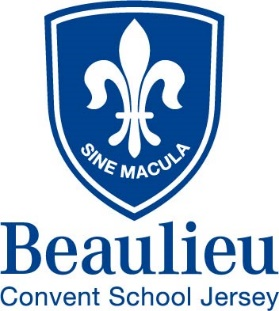 SINE MACULA
Beaulieu
Convent School Jersey